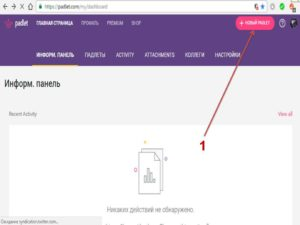 https://padlet.com/my/dashboard
padlet ГЛАВНАЯ СТРАНИЦА ПРОФИЛЬ PREMIUM SHOP + НОВЫЙ PADLET
ИНФОРМ. ПАНЕЛЬ ПАДЛЕТЫ ACTIVITY ATTACHMENTS КОЛЛЕГИ НАСТРОЙКИ
Информ. панель
Recent Activity View all
1
Никаких действий не обнаружено.
Ожидание syndication.twitter.com...